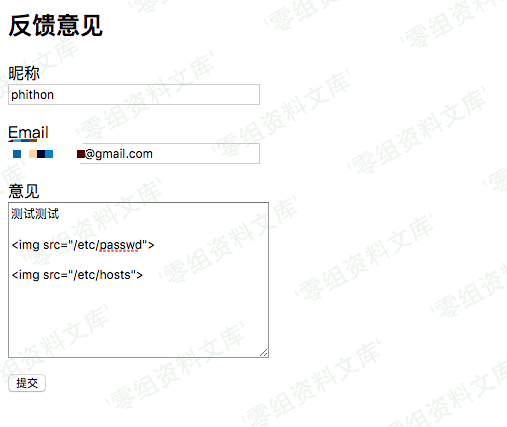 反馈意见
昵称
phithon
Email
@gmail.com
意见
测试测试
<img src="/etc/passwd">
<img src="/etc/hosts">
提交
'零组资料文库'